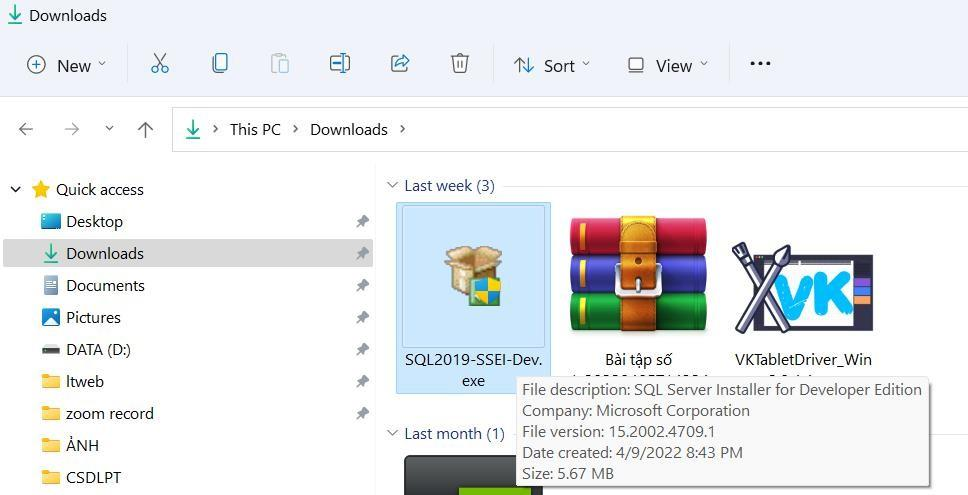 Downloads
New
Sort
View
This PC
Downloads
Quick access
Desktop
Downloads
Documents
Pictures
DATA (D:)
ltweb
zoom record
ẢNH
CSDLPT
Last week (3)
SQL2019-SSEI-Dev.
exe
Bài tập số
VKTabletDriver_Win
VK
File description: SQL Server Installer for Developer Edition
Company: Microsoft Corporation
File version: 15.2002.4709.1
Date created: 4/9/2022 8:43 PM
Size: 5.67 MB
Last month (1)